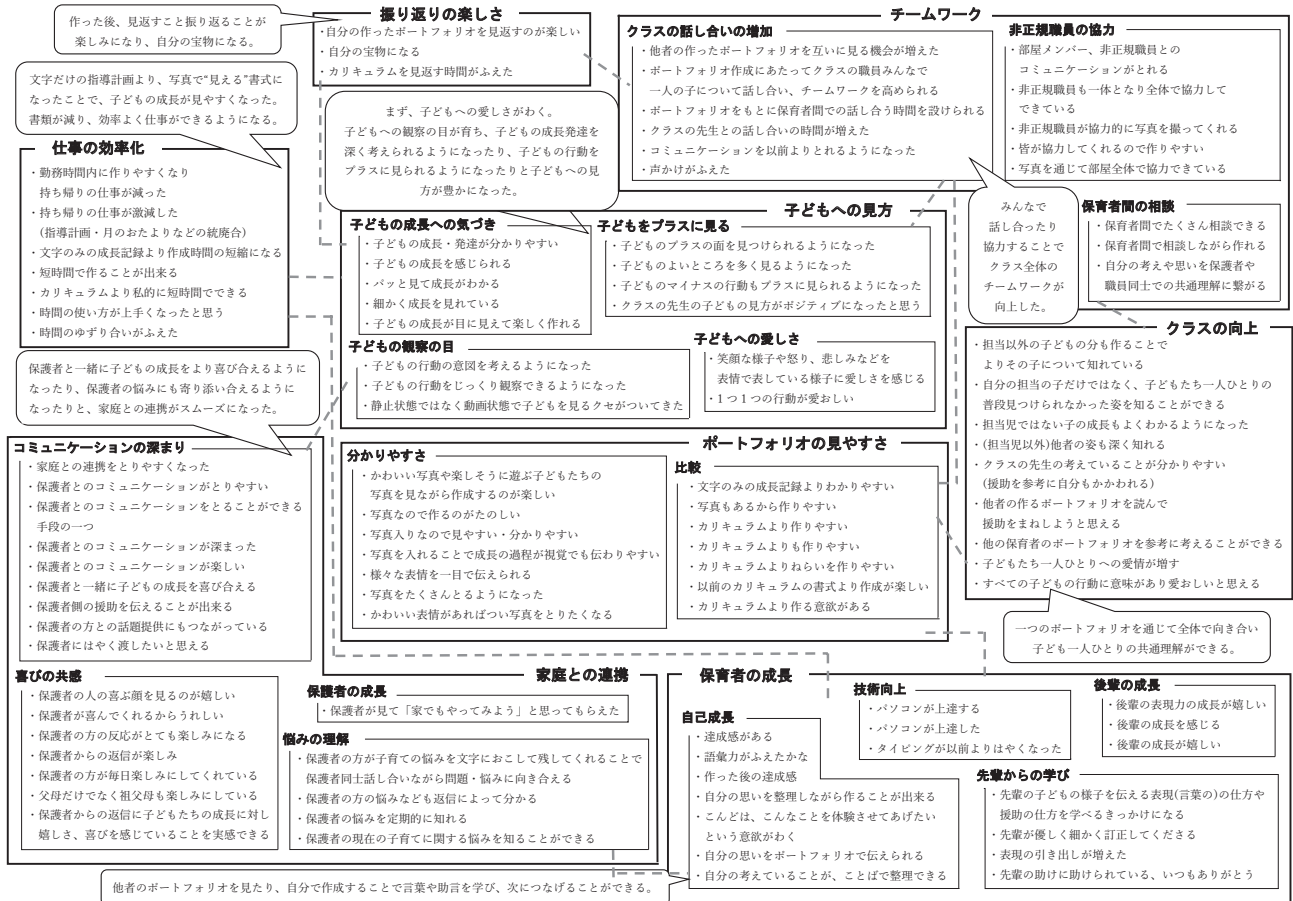 作った後、見返すこと振り返ることが
楽しみになり、自分の宝物になる。
振り返りの楽しさ
・自分の作ったポートフォリオを見返すのが楽しい
・自分の宝物になる
・カリキュラムを見返す時間がふえた
文字だけの指導計画より、写真で“見える”書式に
なったことで、子どもの成長が見やすくなった。
書類が減り、効率よく仕事ができるようになる。
仕事の効率化
・勤務時間内に作りやすくなり
持ち帰りの仕事が減った
・持ち帰りの仕事が激減した
(指導計画・月のおたよりなどの統廃合)
・文字のみの成長記録より作成時間の短縮になる
・短時間で作ることが出来る
・カリキュラムより私的に短時間でできる
・時間の使い方が上手くなったと思う
・時間のゆずり合いがふえた
まず、子どもへの愛しさがわく。
子どもへの観察の目が育ち、子どもの成長発達を
深く考えられるようになったり、子どもの行動を
プラスに見られるようになったりと子どもへの見
方が豊かになった。
チームワーク
クラスの話し合いの増加
・他者の作ったポートフォリオを互いに見る機会が増えた
・ポートフォリオ作成にあたってクラスの職員みんなで
一人の子について話し合い、チームワークを高められる
・ポートフォリオをもとに保育者間での話し合う時間を設けられる
・クラスの先生との話し合いの時間が増えた
・コミュニケーションを以前よりとれるようになった
・声かけがふえた
非正規職員の協力
・部屋メンバー、非正規職員との
コミュニケーションがとれる
・非正規職員も一体となり全体で協力して
できている
・非正規職員が協力的に写真を撮ってくれる
・皆が協力してくれるので作りやすい
・写真を通じて部屋全体で協力できている
保育者間の相談
・保育者間でたくさん相談できる
・保育者間で相談しながら作れる
・自分の考えや思いを保護者や
職員同士での共通理解に繋がる
みんなで
話し合ったり
協力することで
クラス全体の
チームワークが
向上した。
子どもへの見方
子どもの成長への気づき
・子どもの成長・発達が分かりやすい
・子どもの成長を感じられる
・パッと見て成長がわかる
・細かく成長を見れている
・子どもの成長が目に見えて楽しく作れる
子どもをプラスに見る
・子どものプラスの面を見つけられるようになった
・子どものよいところを多く見るようになった
・子どものマイナスの行動もプラスに見られるようになった
・クラスの先生の子どもの見方がポジティブになったと思う
子どもの観察の目
・子どもの行動の意図を考えるようになった
・子どもの行動をじっくり観察できるようになった
・静止状態ではなく動画状態で子どもを見るクセがついてきた
子どもへの愛しさ
・笑顔な様子や怒り、悲しみなどを
表情で表している様子に愛しさを感じる
・1つ1つの行動が愛おしい
クラスの向上
・担当以外の子どもの分も作ることで
よりその子について知れている
・自分の担当の子だけではなく、子どもたち一人ひとりの
普段見つけられなかった姿を知ることができる
・担当児ではない子の成長もよくわかるようになった
・(担当児以外)他者の姿も深く知れる
・クラスの先生の考えていることが分かりやすい
(援助を参考に自分もかかわれる)
・他者の作るポートフォリオを読んで
援助をまねしようと思える
・他の保育者のポートフォリオを参考に考えることができる
・子どもたち一人ひとりへの愛情が増す
・すべての子どもの行動に意味があり愛おしいと思える
一つのポートフォリオを通じて全体で向き合い
子ども一人ひとりの共通理解ができる。
保護者と一緒に子どもの成長をより喜び合えるように
なったり、保護者の悩みにも寄り添い合えるように
なったりと、家庭との連携がスムーズになった。
コミュニケーションの深まり
・家庭との連携をとりやすくなった
・保護者とのコミュニケーションがとりやすい
・保護者とのコミュニケーションをとることができる
手段の一つ
・保護者とのコミュニケーションが深まった
・保護者とのコミュニケーションが楽しい
・保護者と一緒に子どもの成長を喜び合える
・保護者側の援助を伝えることが出来る
・保護者の方との話題提供にもつながっている
・保護者にはやく渡したいと思える
ポートフォリオの見やすさ
分かりやすさ
・かわいい写真や楽しそうに遊ぶ子どもたちの
写真を見ながら作成するのが楽しい
・写真なので作るのがたのしい
・写真入りなので見やすい・分かりやすい
・写真を入れることで成長の過程が視覚でも伝わりやすい
・様々な表情を一目で伝えられる
・写真をたくさんとるようになった
・かわいい表情があればつい写真をとりたくなる
比較
・文字のみの成長記録よりわかりやすい
・写真もあるから作りやすい
・カリキュラムより作りやすい
・カリキュラムよりも作りやすい
・カリキュラムよりねらいを作りやすい
・以前のカリキュラムの書式より作成が楽しい
・カリキュラムより作る意欲がある
家庭との連携
喜びの共感
・保護者の人の喜ぶ顔を見るのが嬉しい
・保護者が喜んでくれるからうれしい
・保護者の方の反応がとても楽しみになる
・保護者からの返信が楽しみ
・保護者の方が毎日楽しみにしてくれている
・父母だけでなく祖父母も楽しみにしている
・保護者からの返信に子どもたちの成長に対し
嬉しさ、喜びを感じていることを実感できる
保護者の成長
・保護者が見て「家でもやってみよう」と思ってもらえた
悩みの理解
・保護者の方が子育ての悩みを文字におこして残してくれることで
保護者同士話し合いながら問題・悩みに向き合える
・保護者の方の悩みなども返信によって分かる
・保護者の悩みを定期的に知れる
・保護者の現在の子育てに関する悩みを知ることができる
保育者の成長
自己成長
・達成感がある
・語彙力がふえたかな
・作った後の達成感
・自分の思いを整理しながら作ることが出来る
・こんどは、こんなことを体験させてあげたい
という意欲がわく
・自分の思いをポートフォリオで伝えられる
・自分の考えていることが、ことばで整理できる
技術向上
・パソコンが上達する
・パソコンが上達した
・タイピングが以前よりはやくなった
後輩の成長
・後輩の表現力の成長が嬉しい
・後輩の成長を感じる
・後輩の成長が嬉しい
先輩からの学び
・先輩の子どもの様子を伝える表現(言葉の)の仕方や
援助の仕方を学べるきっかけになる
・先輩が優しく細かく訂正してくださる
・表現の引き出しが増えた
・先輩の助けに助けられている、いつもありがとう
他者のポートフォリオを見たり、自分で作成することで言葉や助言を学び、次につなげることができる。